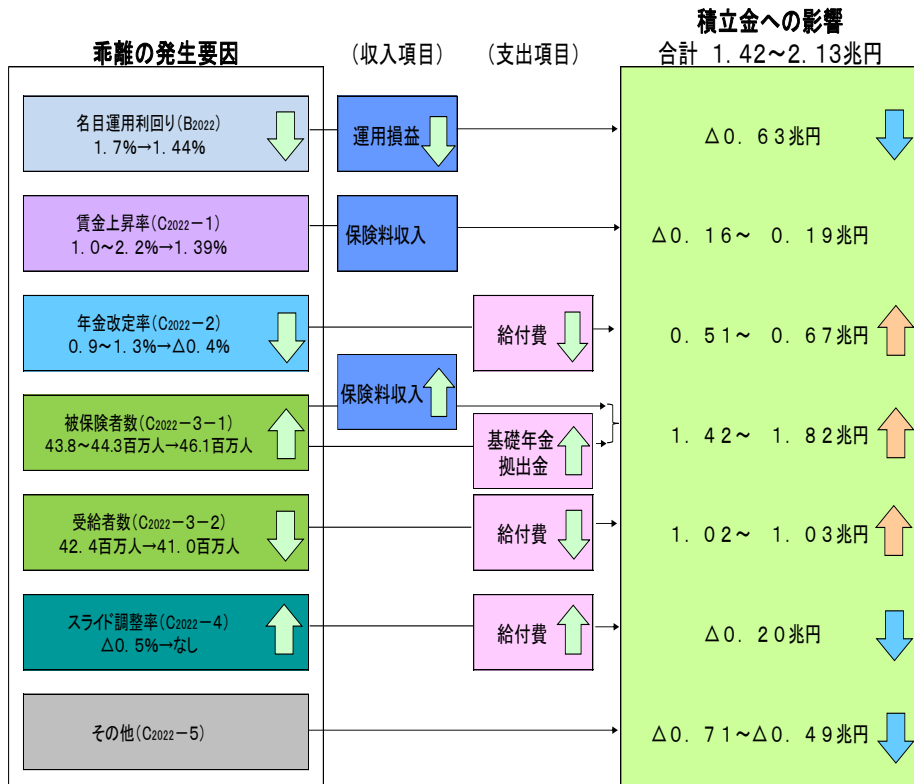 積立金への影響
乖離の発生要因 (収入項目) (支出項目) 合計 1.42～2.13兆円
名目運用利回り(B2022)
1.7%→1.44%
運用損益
Δ0.63兆円
賃金上昇率(C2022－1)
1.0～2.2%→1.39%
保険料収入
Δ0.16～ 0.19兆円
年金改定率(C2022－2)
0.9～1.3%→Δ0.4%
給付費
0.51～ 0.67兆円
保険料収入
被保険者数(C2022－3－1)
43.8～44.3百万人→46.1百万人
基礎年金
拠出金
1.42～ 1.82兆円
受給者数(C2022－3－2)
42.4百万人→41.0百万人
給付費
1.02～ 1.03兆円
スライド調整率(C2022－4)
Δ0.5%→なし
給付費
Δ0.20兆円
その他(C2022－5)
Δ0.71～Δ0.49兆円